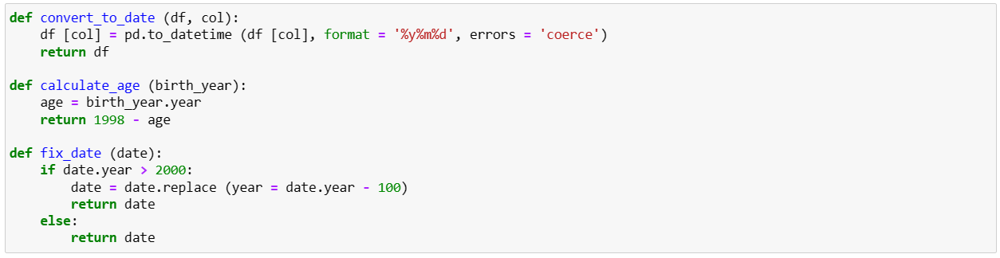 def convert_to_date (df, col):
    df [col] = pd.to_datetime (df [col], format = '%y%m%d', errors = 'coerce')
    return df

def calculate_age (birth_year):
    age = birth_year.year
    return 1998 - age

def fix_date (date):
    if date.year > 2000:
        date = date.replace (year = date.year - 100)
        return date
    else:
        return date